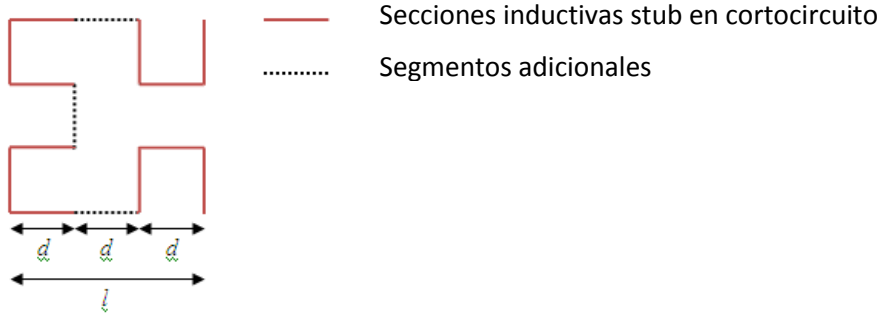 Secciones inductivas stub en cortocircuito
Segmentos adicionales
d d d
l